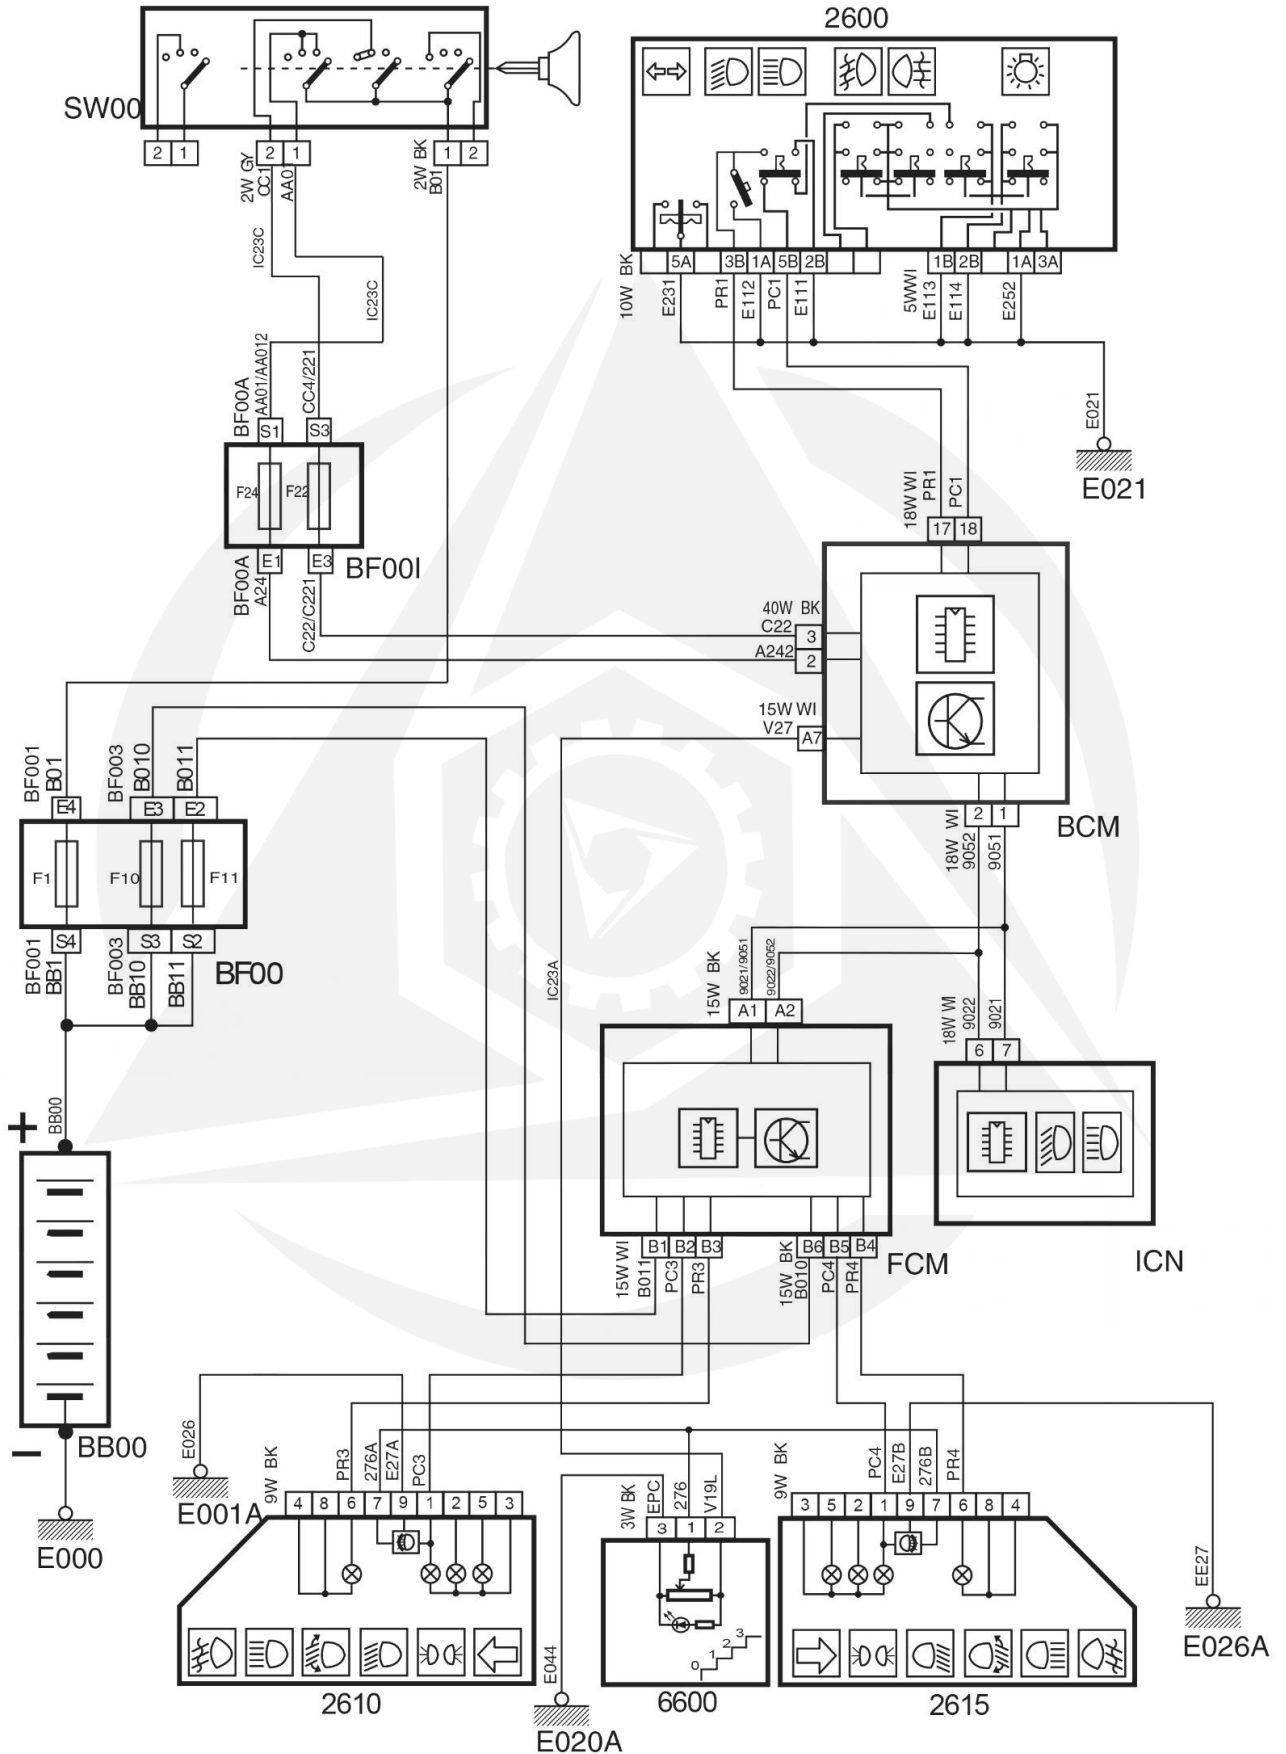 2600
SW00
2 1
2 1
1 2
2W GY
CC1
AA01
2W BK
B01
IC23C
IC23C
5A 3B 1A 5B 2B 1B 2B 1A 3A
10W BK
E231
PR1
E112
PC1
E111
5WWI
E113
E114
E252
E021
E021
BF00A
AA01/AA012
CC4/221
S1 S3
F24 F22
E1 E3
BF00I
BF00A
A24
C22/C221
18W WI
PR1
PC1
17 18
40W BK
C22 3
A242 2
15W WI
V27 A7
2 1
BCM
18W WI
9052
9051
BF001
B01
BF003
B010
B011
E4 E3 E2
F1 F10 F11
S4 S3 S2
BF00
BF001
BB1
BF003
BB10
BB11
IC23A
15W BK
9021/9051
9022/9052
A1 A2
18W WI
9022
9021
6 7
+
BB00
B1 B2 B3 B6 B5 B4
FCM
ICN
15W WI
B011
PC3
PR3
15W BK
B010
PC4
PR4
−
BB00
E000
E026
E001A
9W BK
PR3
276A
E27A
PC3
4 8 6 7 9 1 2 5 3
2610
3W BK
EPC
276
V19L
3 1 2
0 1 2 3
6600
E044
E020A
9W BK
PC4
E27B
276B
PR4
3 5 2 1 9 7 6 8 4
2615
EE27
E026A